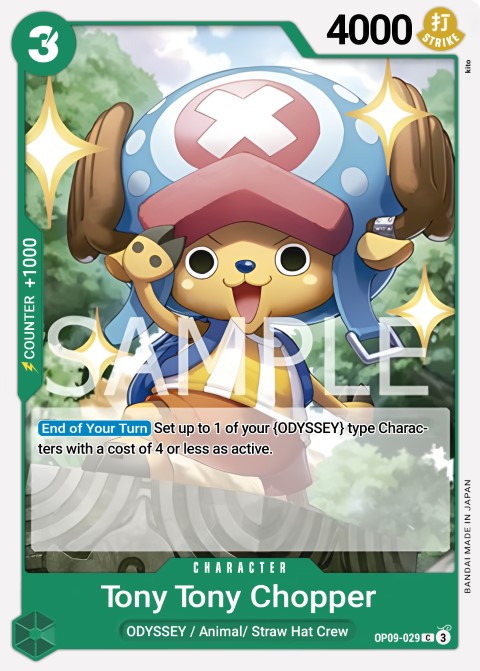 3
4000
打
STRIKE
kito
COUNTER +1000
SAMPLE
End of Your Turn Set up to 1 of your {ODYSSEY} type Charac-
ters with a cost of 4 or less as active.
BANDAI MADE IN JAPAN
CHARACTER
Tony Tony Chopper
ODYSSEY / Animal/ Straw Hat Crew
OP09-029 C 3